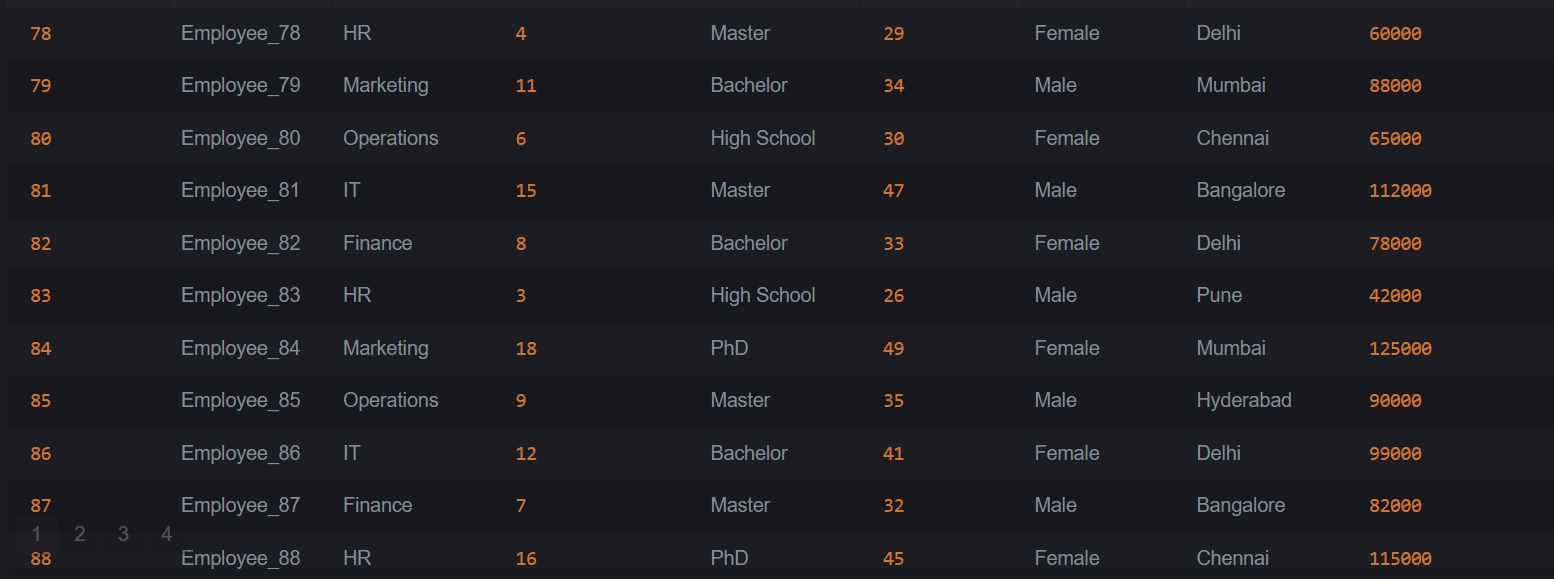 78 Employee_78 HR 4 Master 29 Female Delhi 60000
79 Employee_79 Marketing 11 Bachelor 34 Male Mumbai 88000
80 Employee_80 Operations 6 High School 30 Female Chennai 65000
81 Employee_81 IT 15 Master 47 Male Bangalore 112000
82 Employee_82 Finance 8 Bachelor 33 Female Delhi 78000
83 Employee_83 HR 3 High School 26 Male Pune 42000
84 Employee_84 Marketing 18 PhD 49 Female Mumbai 125000
85 Employee_85 Operations 9 Master 35 Male Hyderabad 90000
86 Employee_86 IT 12 Bachelor 41 Female Delhi 99000
87 Employee_87 Finance 7 Master 32 Male Bangalore 82000
1 2 3 4
88 Employee_88 HR 16 PhD 45 Female Chennai 115000